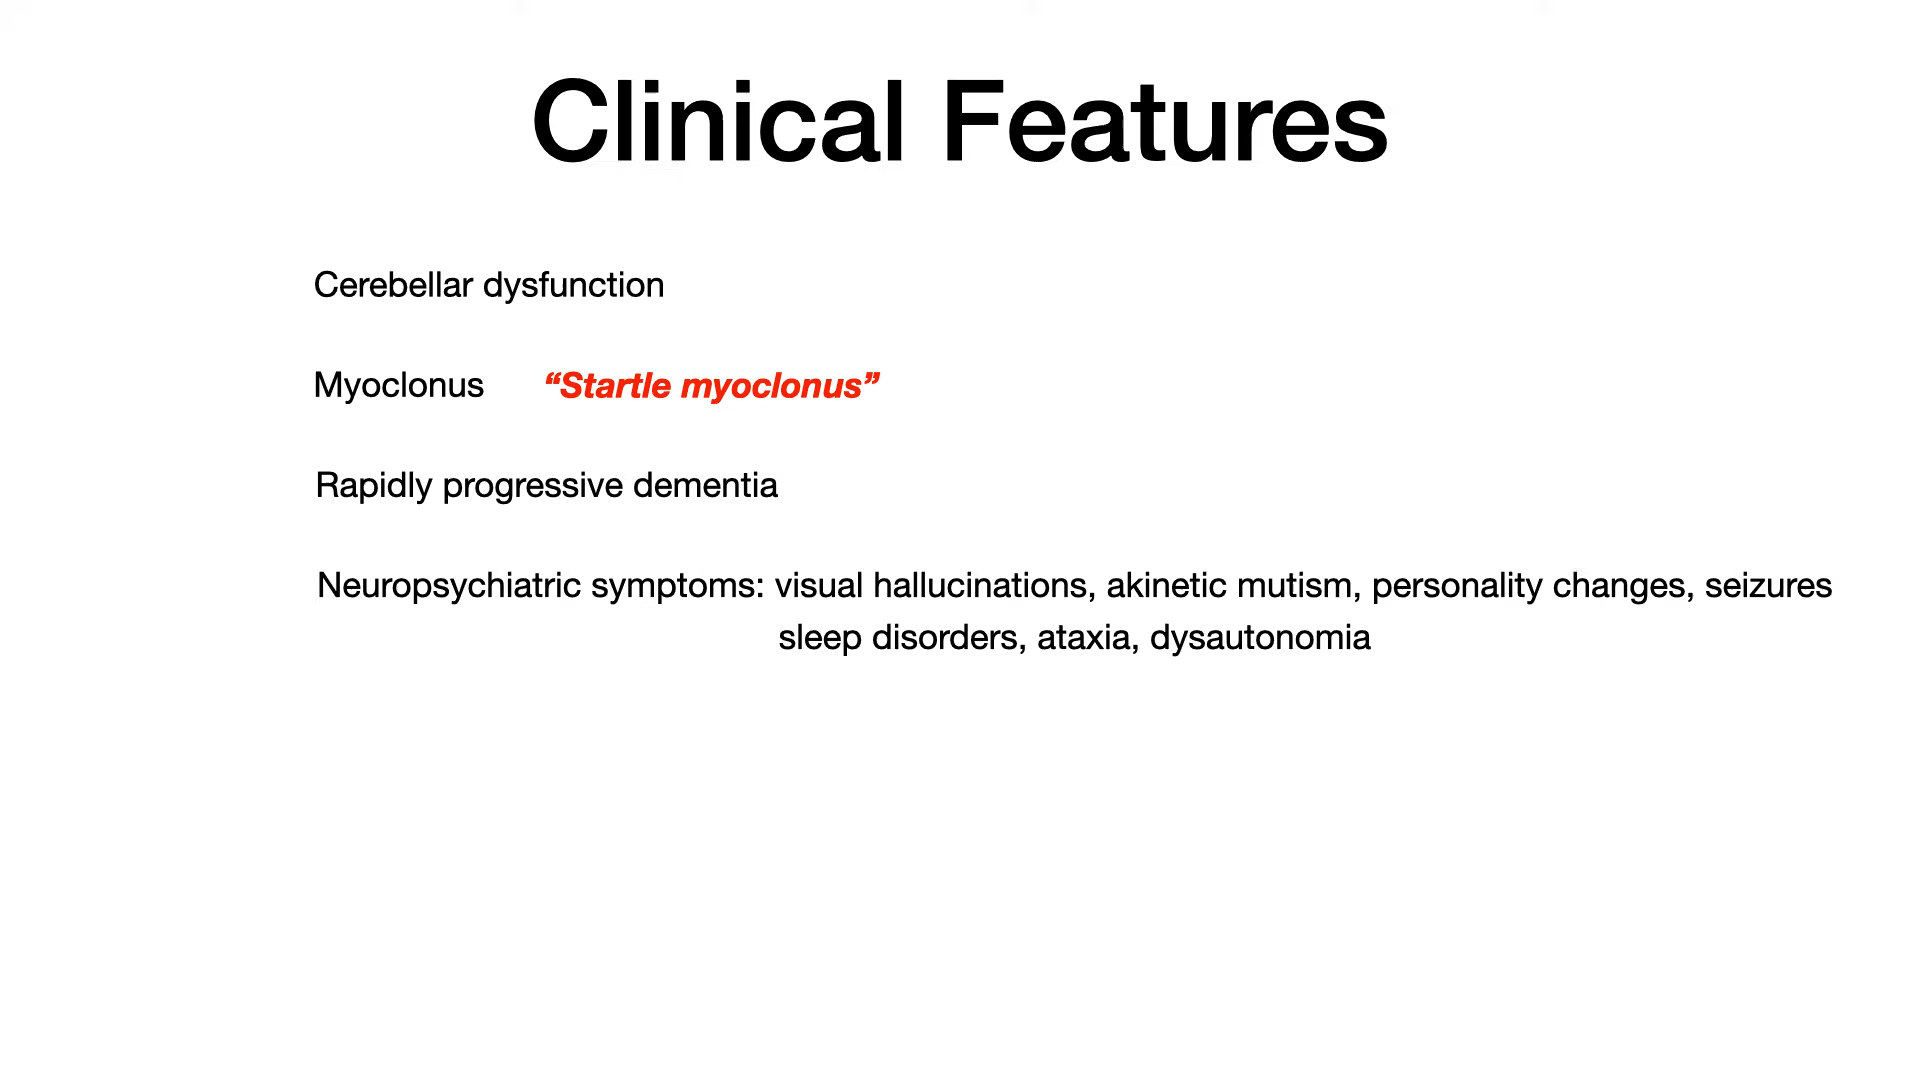 Clinical Features
Cerebellar dysfunction
Myoclonus “Startle myoclonus”
Rapidly progressive dementia
Neuropsychiatric symptoms: visual hallucinations, akinetic mutism, personality changes, seizures
sleep disorders, ataxia, dysautonomia